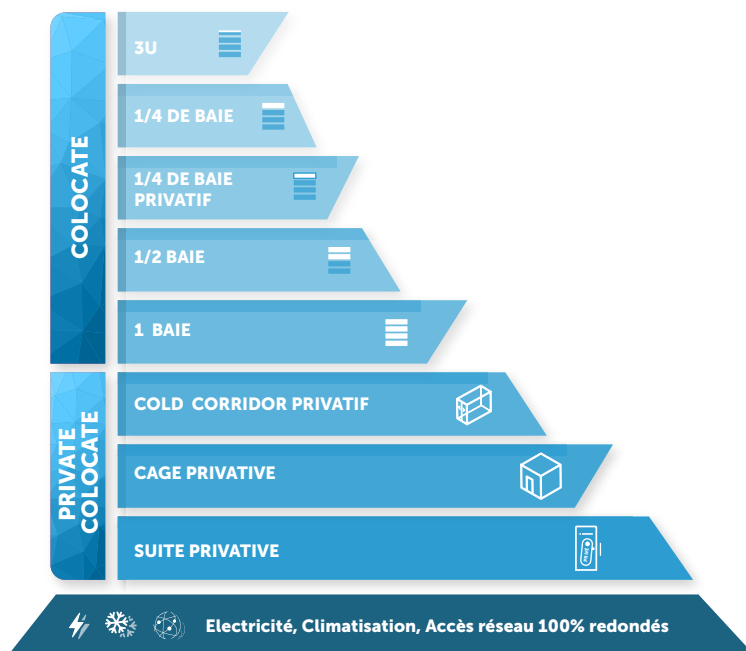 COLOCATE
3U
1/4 DE BAIE
1/4 DE BAIE
PRIVATIF
1/2 BAIE
1 BAIE
PRIVATE
COLOCATE
COLD CORRIDOR PRIVATIF
CAGE PRIVATIVE
SUITE PRIVATIVE
Electricité, Climatisation, Accès réseau 100% redondés